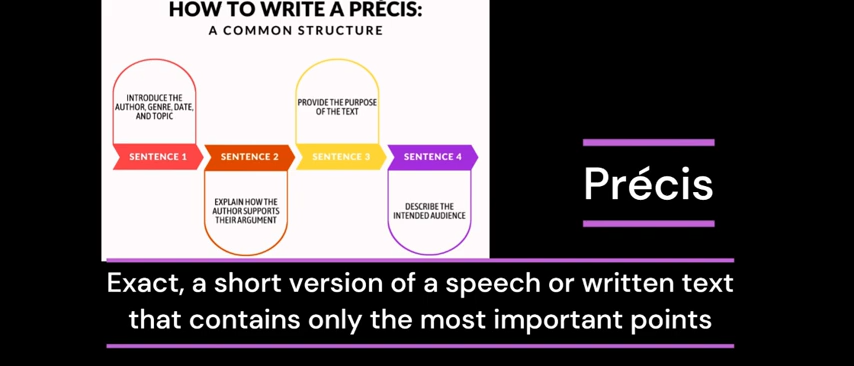 HOW TO WRITE A PRÉCIS:
A COMMON STRUCTURE
INTRODUCE THE
AUTHOR, GENRE, DATE,
AND TOPIC
SENTENCE 1
SENTENCE 2
EXPLAIN HOW THE
AUTHOR SUPPORTS
THEIR ARGUMENT
PROVIDE THE PURPOSE
OF THE TEXT
SENTENCE 3
SENTENCE 4
DESCRIBE THE
INTENDED AUDIENCE
Précis
Exact, a short version of a speech or written text
that contains only the most important points